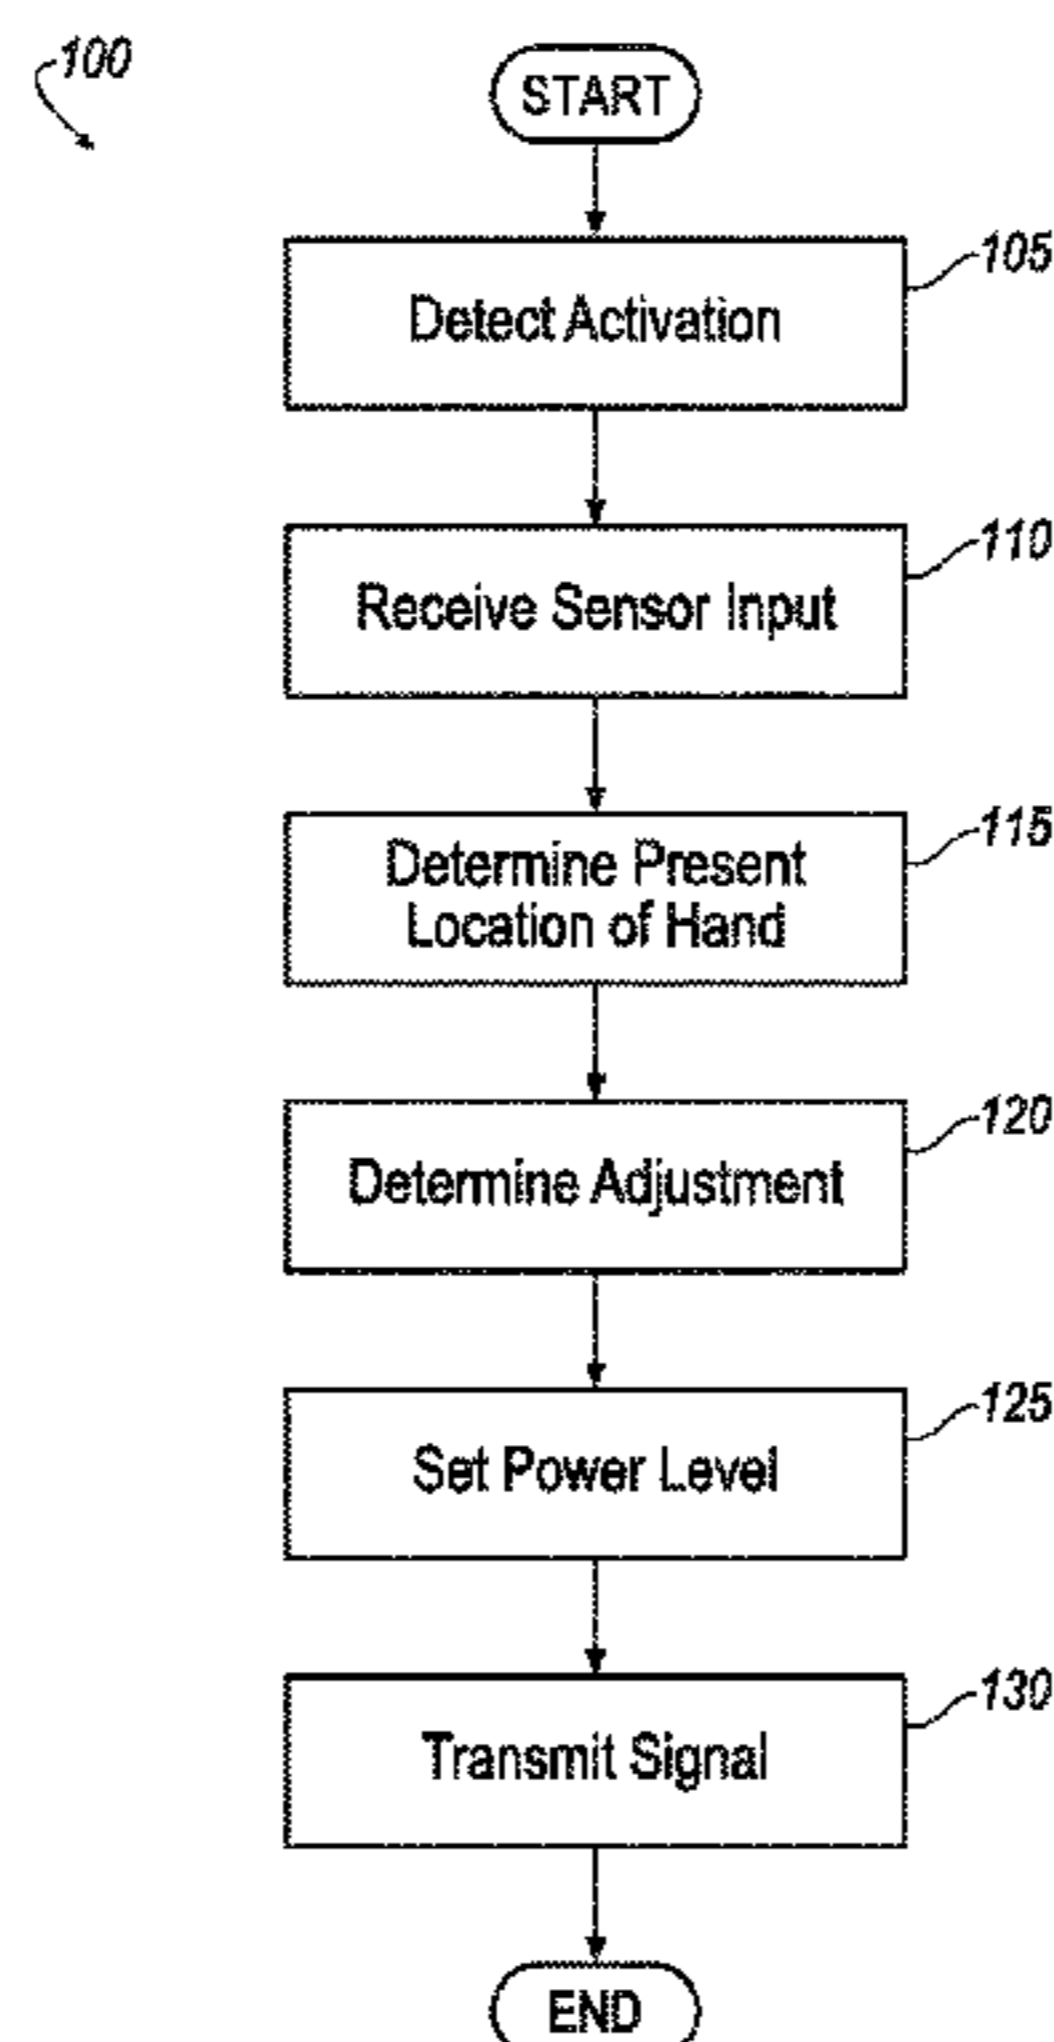 100
START
105
Detect Activation
110
Receive Sensor Input
115
Determine Present
Location of Hand
120
Determine Adjustment
125
Set Power Level
130
Transmit Signal
END